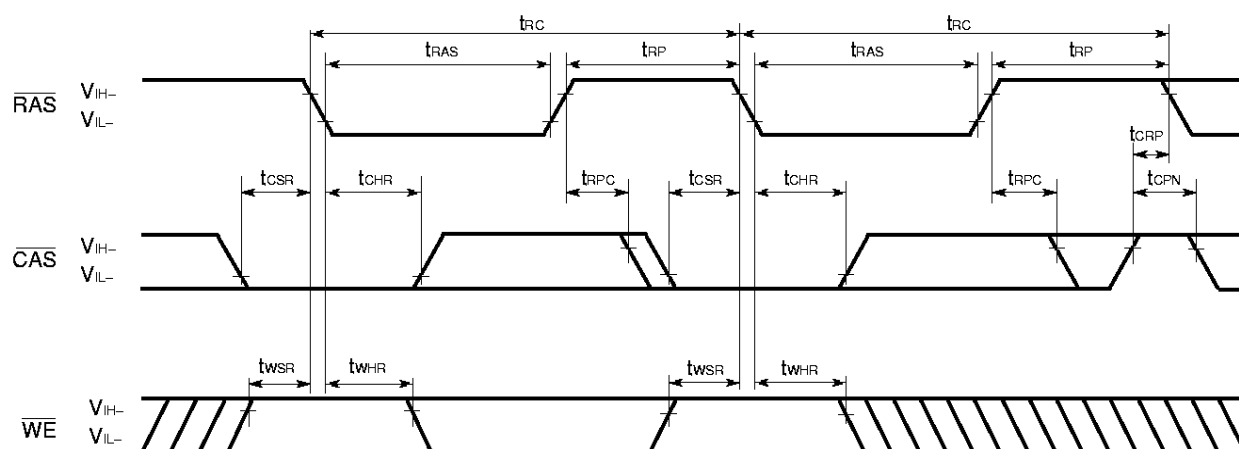 tRC tRC
tRAS tRP tRAS tRP
RAS VIH–
VIL–
tCRP
tCSR tCHR tRPC tCSR tCHR tRPC tCPN
CAS VIH–
VIL–
tWSR tWHR tWSR tWHR
WE VIH–
VIL–